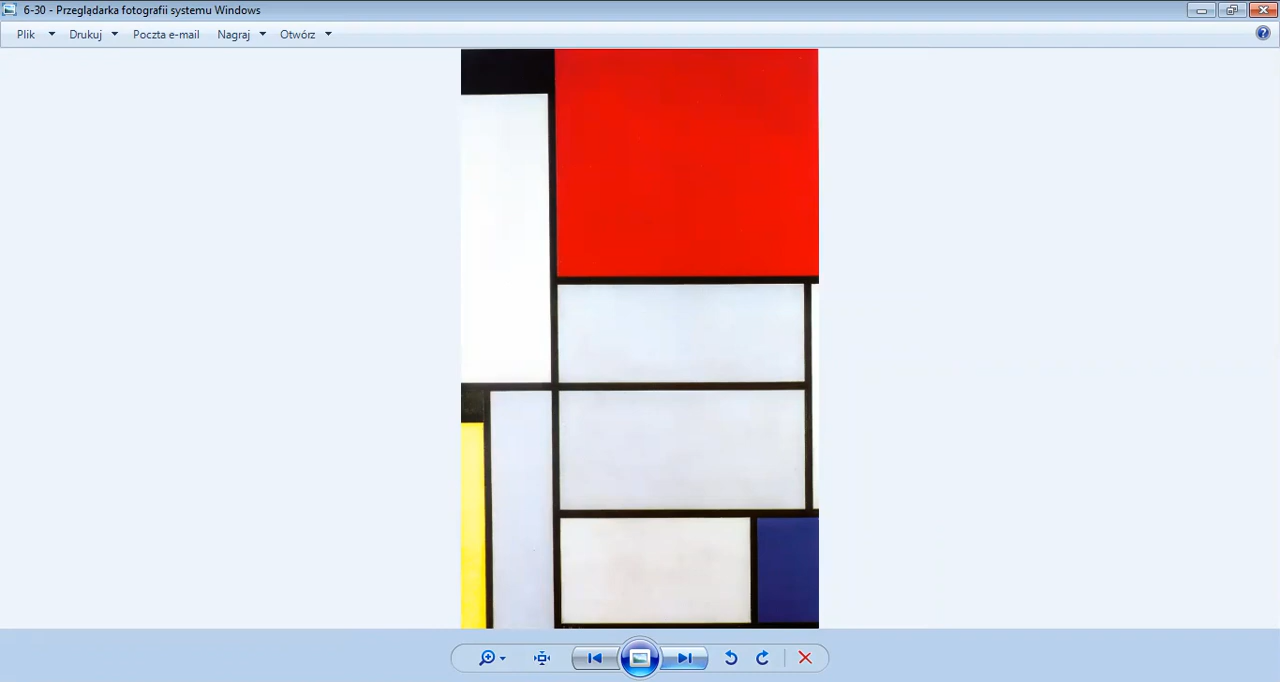 6-30 - Przeglądarka fotografii systemu Windows
Plik Drukuj Poczta e-mail Nagraj Otwórz ?